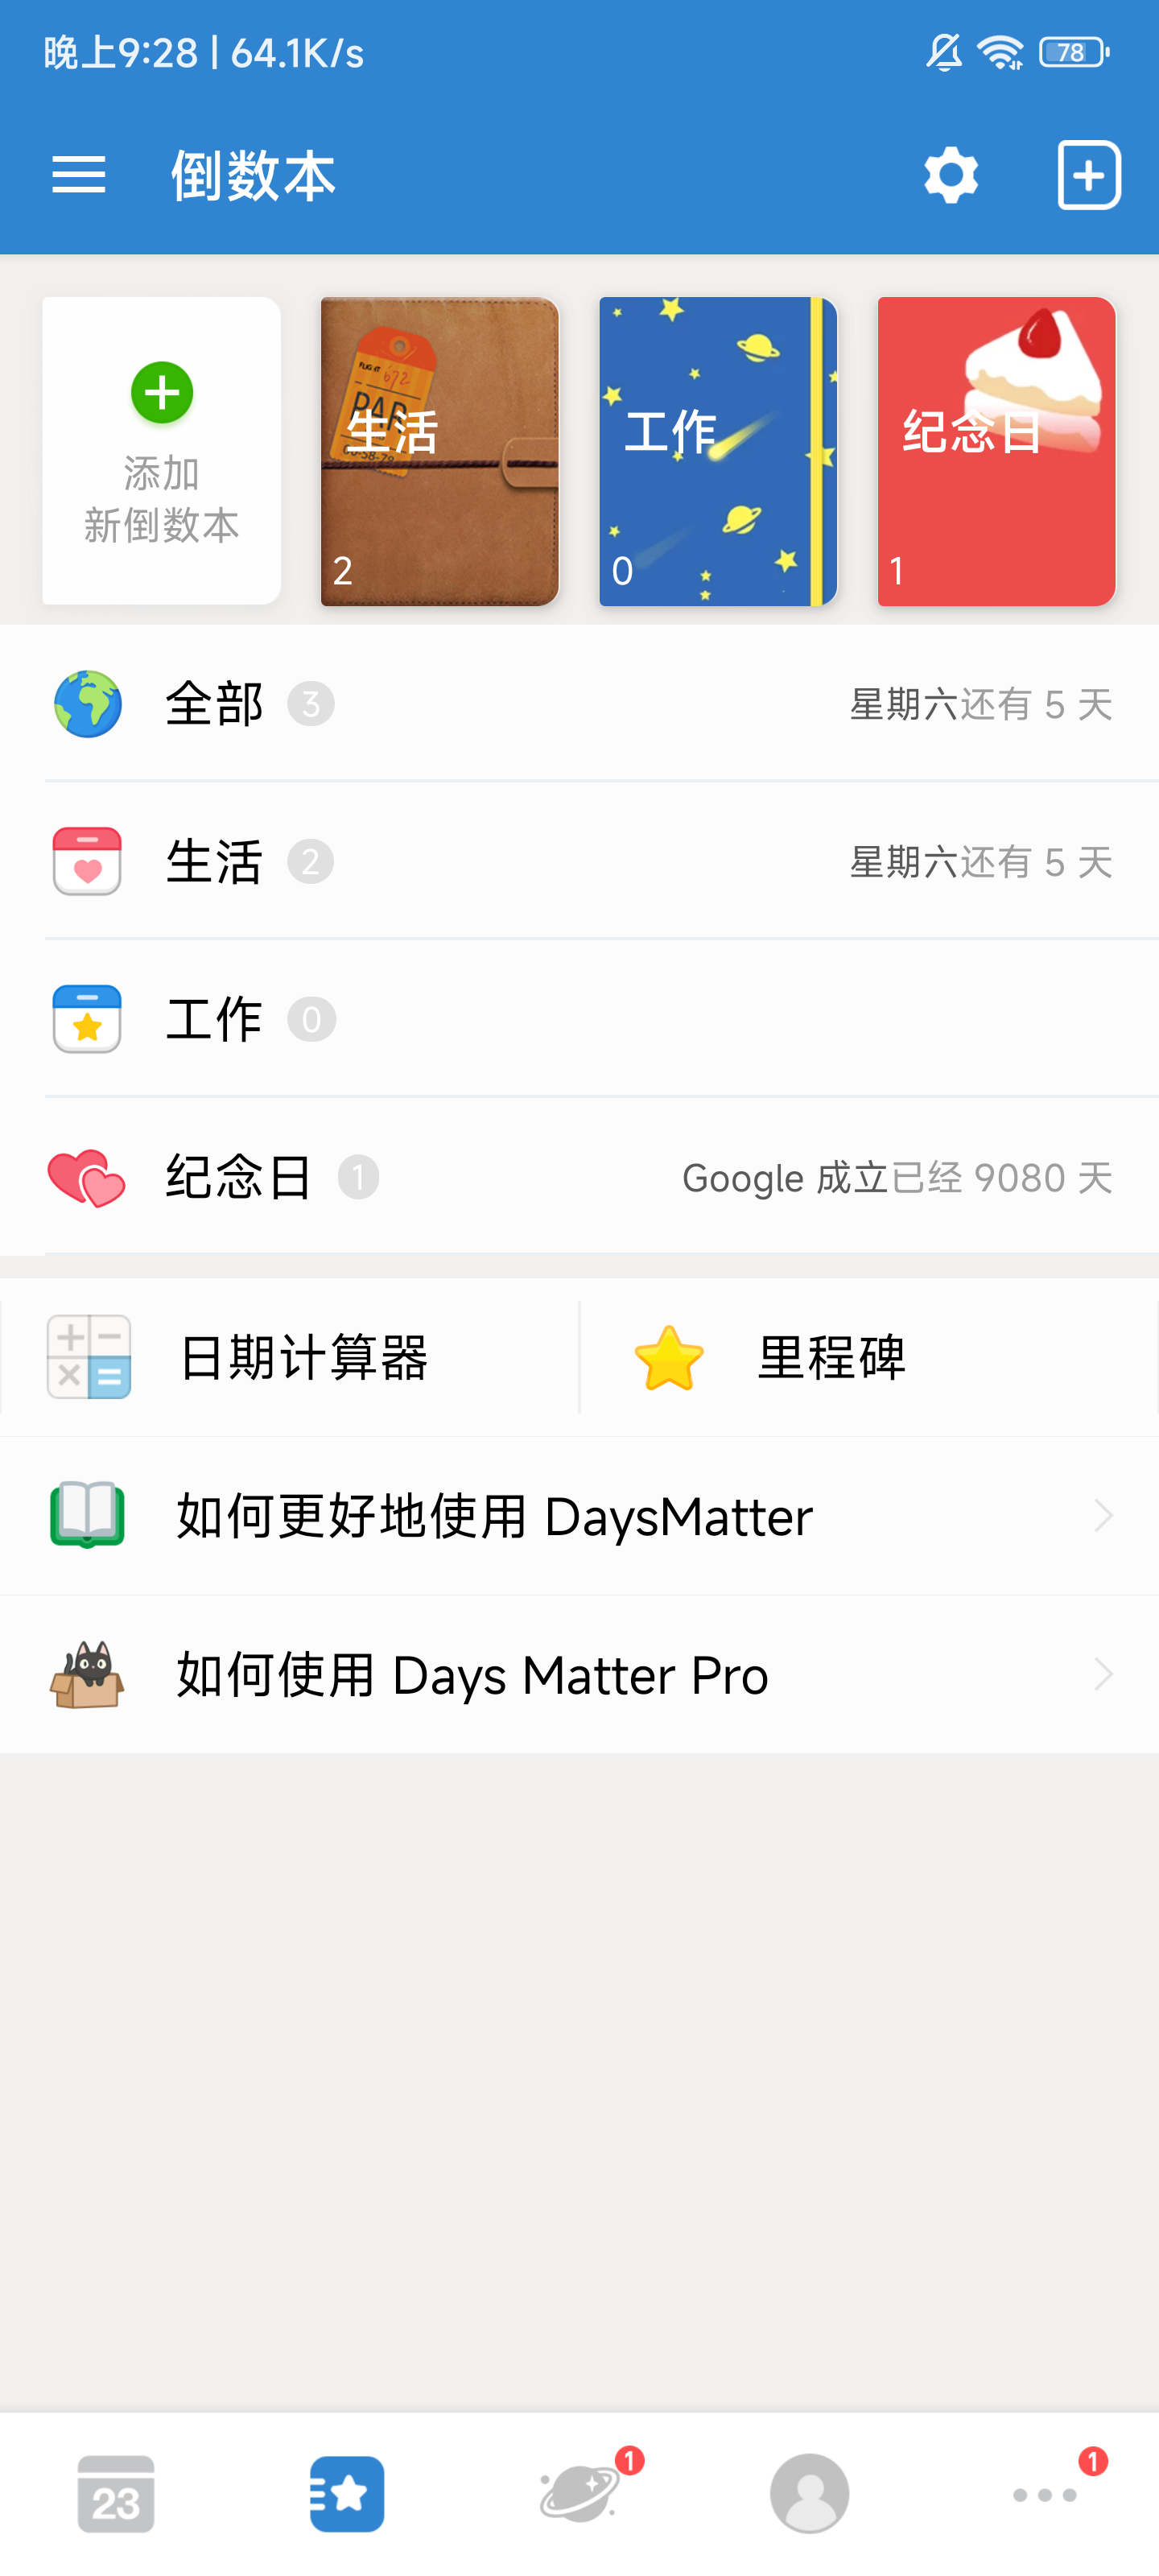 晚上9:28 | 64.1K/s
78
倒数本
添加
新倒数本
FLIGHT 672
PAR
生活
2
工作
0
纪念日
1
全部 3 星期六还有 5 天
生活 2 星期六还有 5 天
工作 0
纪念日 1 Google 成立已经 9080 天
日期计算器 里程碑
如何更好地使用 DaysMatter
如何使用 Days Matter Pro
23
1
1